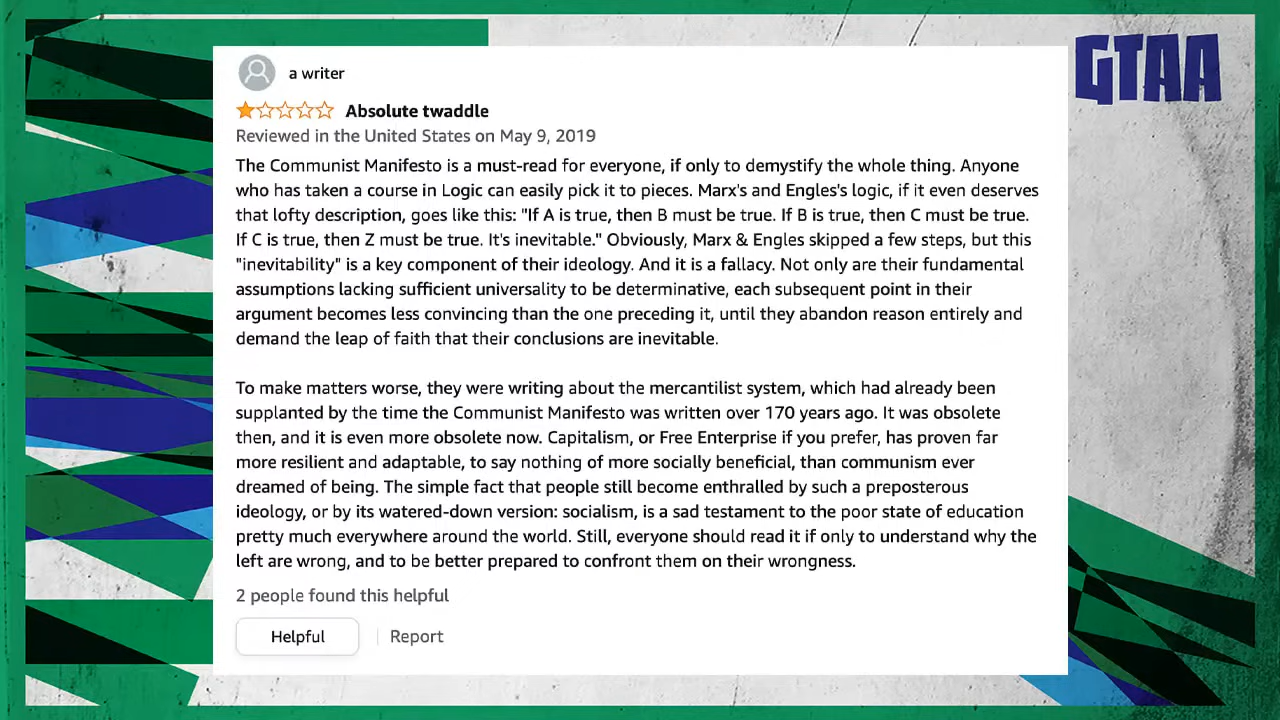 GTAA
a writer
Absolute twaddle
Reviewed in the United States on May 9, 2019
The Communist Manifesto is a must-read for everyone, if only to demystify the whole thing. Anyone
who has taken a course in Logic can easily pick it to pieces. Marx's and Engles's logic, if it even deserves
that lofty description, goes like this: "If A is true, then B must be true. If B is true, then C must be true.
If C is true, then Z must be true. It's inevitable." Obviously, Marx & Engles skipped a few steps, but this
"inevitability" is a key component of their ideology. And it is a fallacy. Not only are their fundamental
assumptions lacking sufficient universality to be determinative, each subsequent point in their
argument becomes less convincing than the one preceding it, until they abandon reason entirely and
demand the leap of faith that their conclusions are inevitable.
To make matters worse, they were writing about the mercantilist system, which had already been
supplanted by the time the Communist Manifesto was written over 170 years ago. It was obsolete
then, and it is even more obsolete now. Capitalism, or Free Enterprise if you prefer, has proven far
more resilient and adaptable, to say nothing of more socially beneficial, than communism ever
dreamed of being. The simple fact that people still become enthralled by such a preposterous
ideology, or by its watered-down version: socialism, is a sad testament to the poor state of education
pretty much everywhere around the world. Still, everyone should read it if only to understand why the
left are wrong, and to be better prepared to confront them on their wrongness.
2 people found this helpful
Helpful
Report